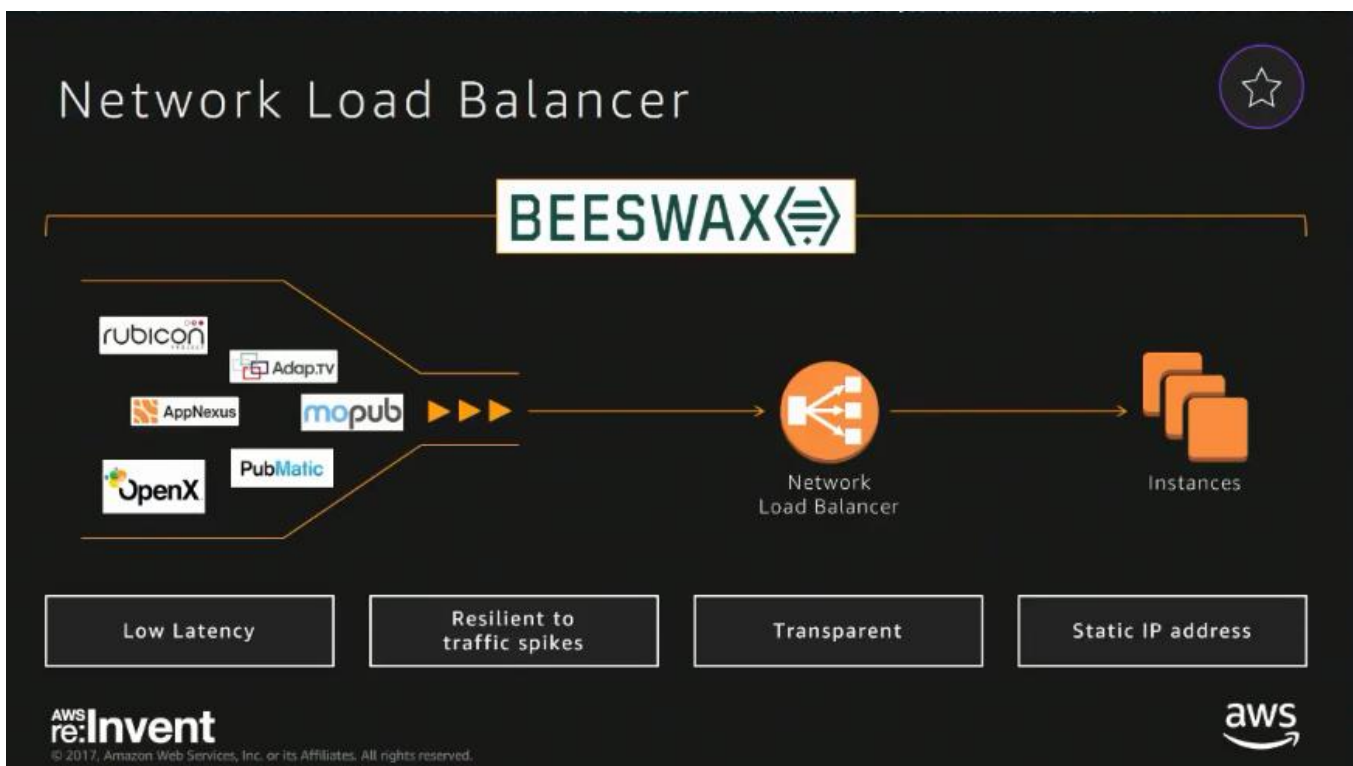 Network Load Balancer
BEESWAX
rubicon
PROJECT
Adap.TV
AppNexus
mopub
OpenX
PubMatic
Network
Load Balancer
Instances
Low Latency
Resilient to
traffic spikes
Transparent
Static IP address
AWS
re:Invent
© 2017, Amazon Web Services, Inc. or its Affiliates. All rights reserved.
aws